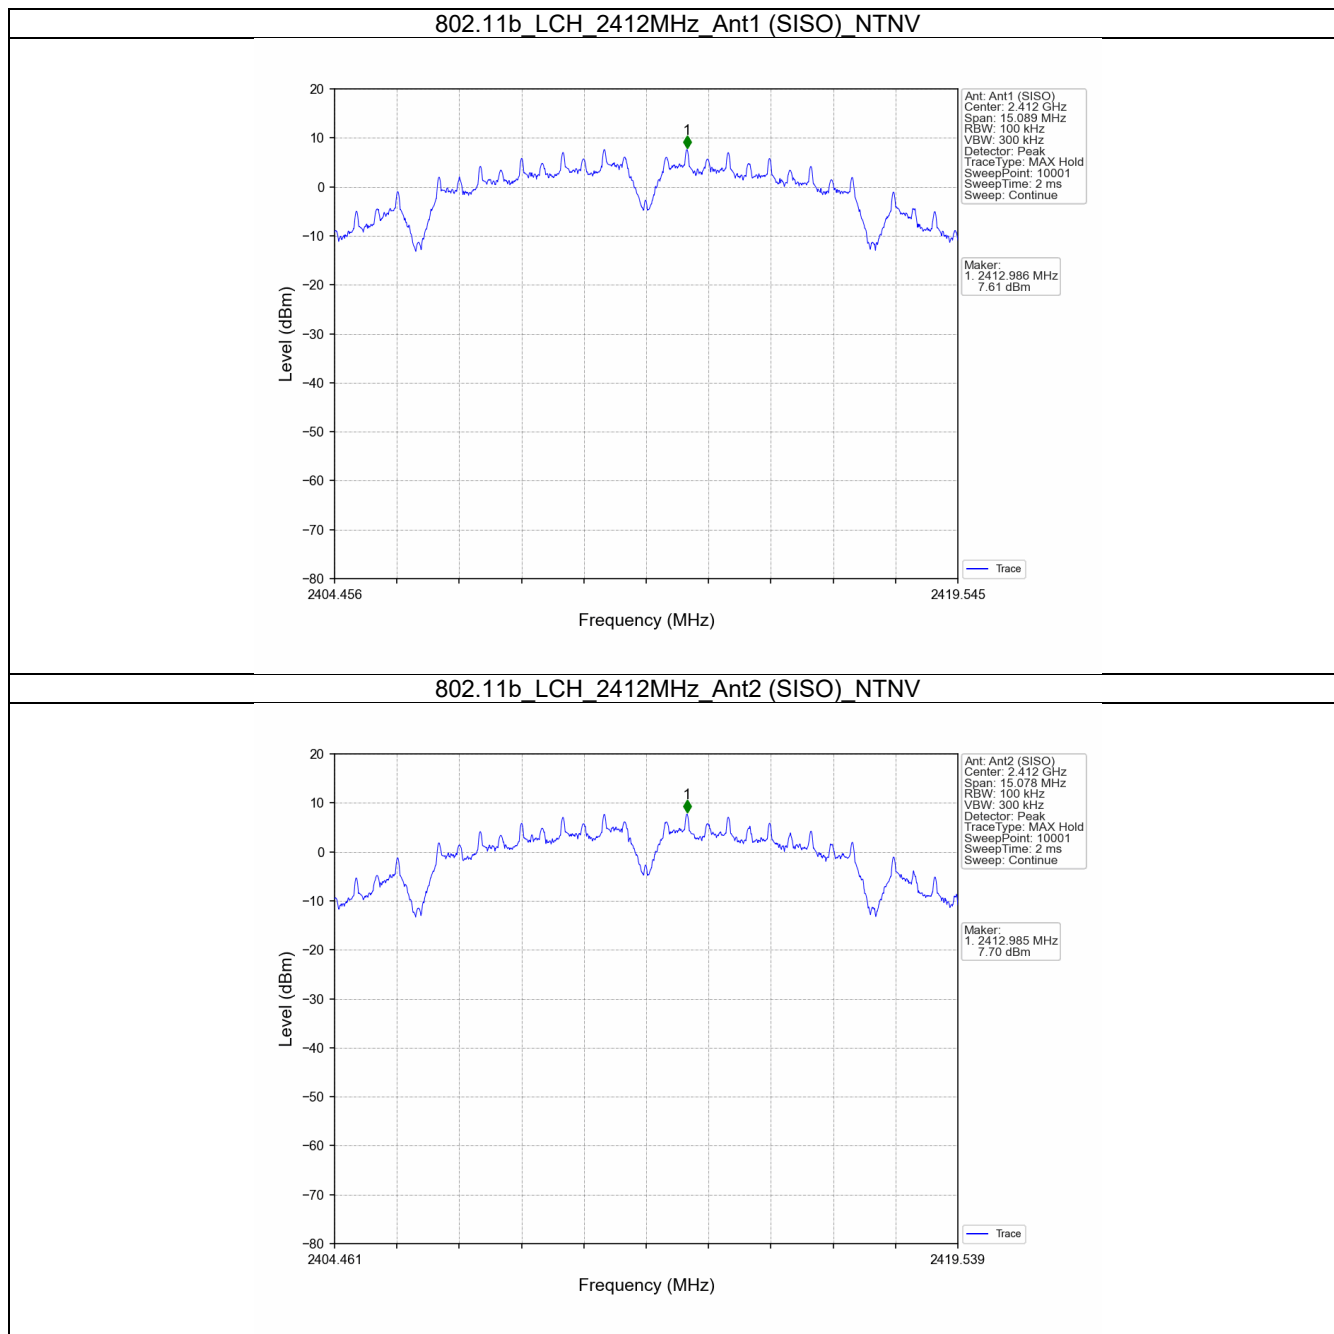 802.11b_LCH_2412MHz_Ant1 (SISO)_NTNV
20
10
0
−10
−20
−30
−40
−50
−60
−70
−80
Level (dBm)
1
Ant: Ant1 (SISO)
Center: 2.412 GHz
Span: 15.089 MHz
RBW: 100 kHz
VBW: 300 kHz
Detector: Peak
TraceType: MAX Hold
SweepPoint: 10001
SweepTime: 2 ms
Sweep: Continue
Maker:
1. 2412.986 MHz
7.61 dBm
Trace
2404.456
2419.545
Frequency (MHz)
802.11b_LCH_2412MHz_Ant2 (SISO)_NTNV
20
10
0
−10
−20
−30
−40
−50
−60
−70
−80
Level (dBm)
1
Ant: Ant2 (SISO)
Center: 2.412 GHz
Span: 15.078 MHz
RBW: 100 kHz
VBW: 300 kHz
Detector: Peak
TraceType: MAX Hold
SweepPoint: 10001
SweepTime: 2 ms
Sweep: Continue
Maker:
1. 2412.985 MHz
7.70 dBm
Trace
2404.461
2419.539
Frequency (MHz)